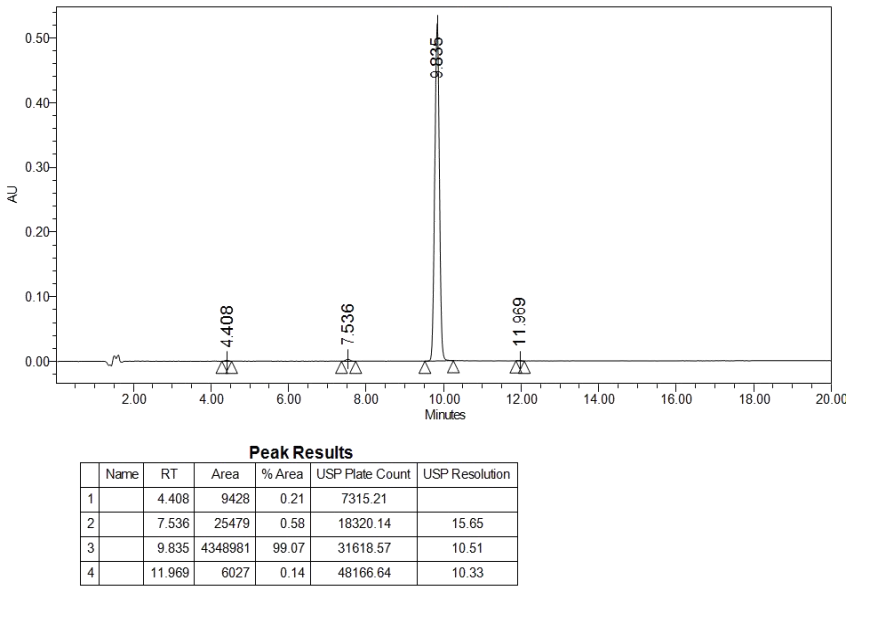 0.50
9.835
0.40
0.30
AU
0.20
0.10
4.408
7.536
11.969
0.00
2.00 4.00 6.00 8.00 10.00 12.00 14.00 16.00 18.00 20.00
Minutes
Peak Results
Name RT Area % Area USP Plate Count USP Resolution
1 4.408 9428 0.21 7315.21
2 7.536 25479 0.58 18320.14 15.65
3 9.835 4348981 99.07 31618.57 10.51
4 11.969 6027 0.14 48166.64 10.33